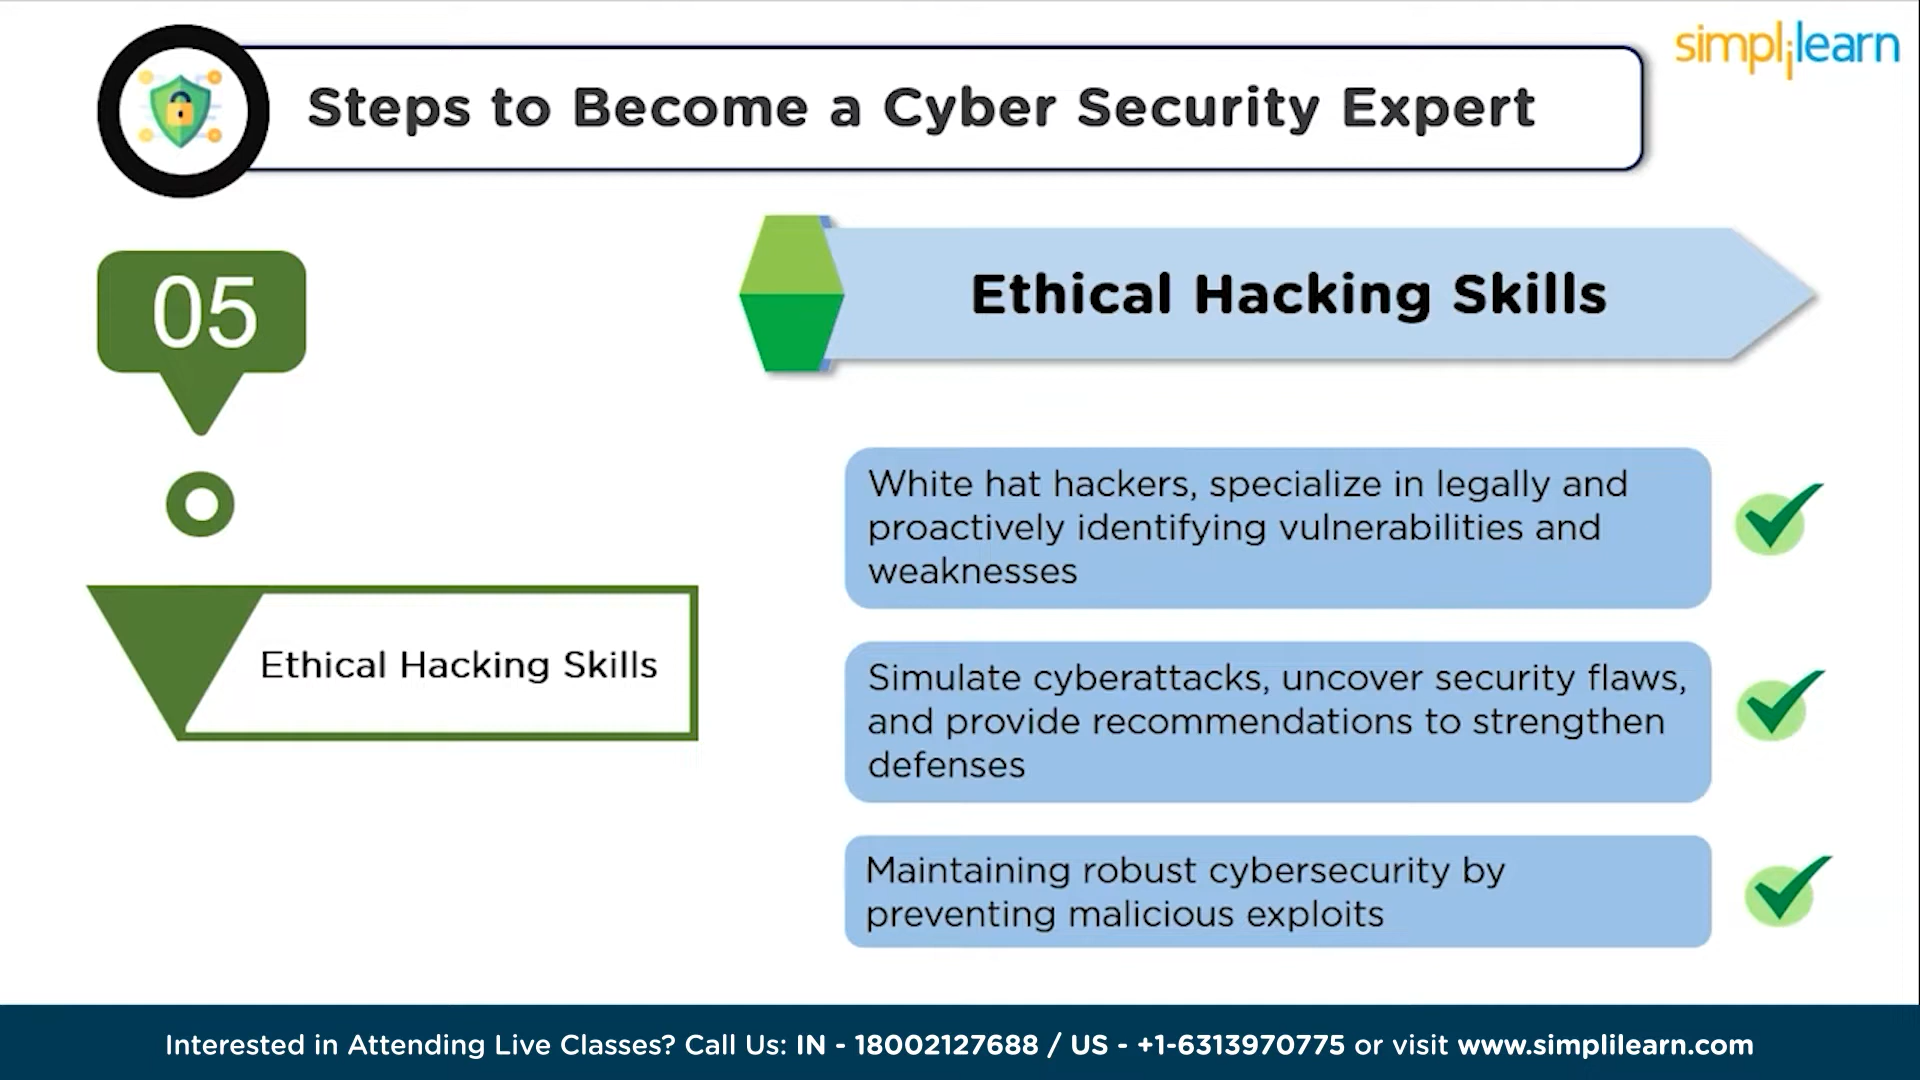 simplilearn
Steps to Become a Cyber Security Expert
05
Ethical Hacking Skills
Ethical Hacking Skills
White hat hackers, specialize in legally and
proactively identifying vulnerabilities and
weaknesses
Simulate cyberattacks, uncover security flaws,
and provide recommendations to strengthen
defenses
Maintaining robust cybersecurity by
preventing malicious exploits
Interested in Attending Live Classes? Call Us: IN - 18002127688 / US - +1-6313970775 or visit www.simplilearn.com